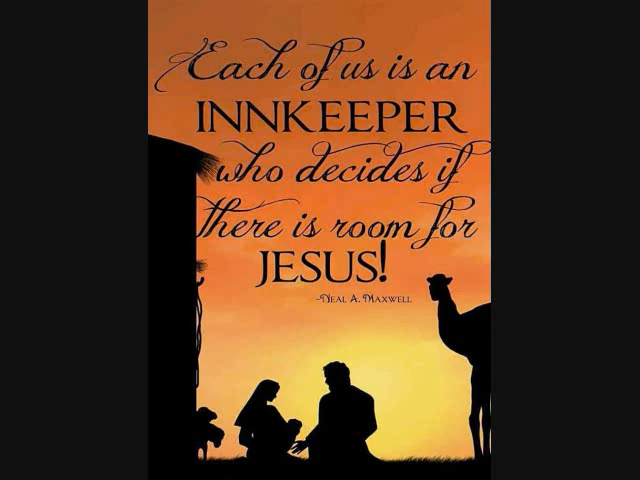 Each of us is an
INNKEEPER
who decides if
there is room for
JESUS!
-Neal A. Maxwell